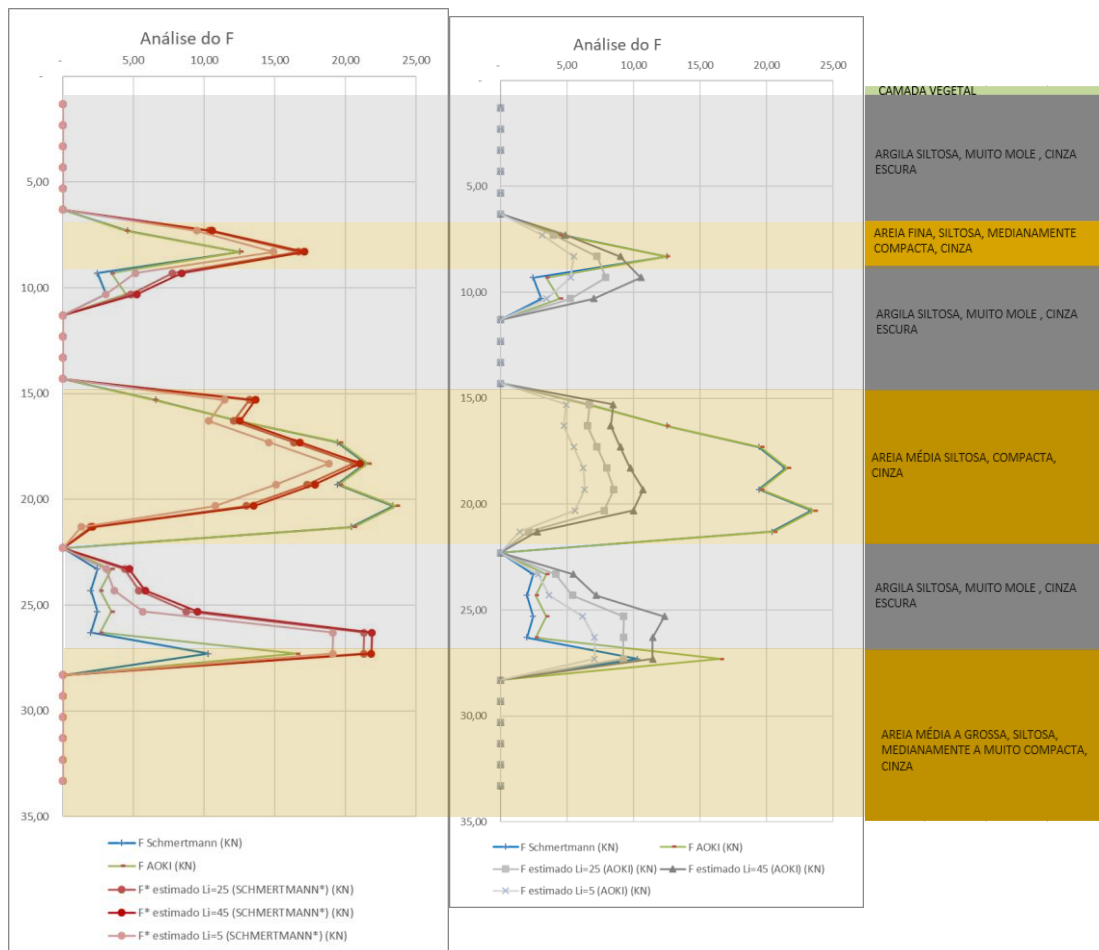 Análise do F
-
5,00
10,00
15,00
20,00
25,00
-
5,00
10,00
15,00
20,00
25,00
30,00
35,00
F Schmertmann (KN)
F AOKI (KN)
F* estimado Li=25 (SCHMERTMANN*) (KN)
F* estimado Li=45 (SCHMERTMANN*) (KN)
F* estimado Li=5 (SCHMERTMANN*) (KN)
Análise do F
-
5,00
10,00
15,00
20,00
25,00
-
5,00
10,00
15,00
20,00
25,00
30,00
35,00
F Schmertmann (KN)
F AOKI (KN)
F estimado Li=25 (AOKI) (KN)
F estimado Li=45 (AOKI) (KN)
F estimado Li=5 (AOKI) (KN)
CAMADA VEGETAL
ARGILA SILTOSA, MUITO MOLE , CINZA
ESCURA
AREIA FINA, SILTOSA, MEDIANAMENTE
COMPACTA, CINZA
ARGILA SILTOSA, MUITO MOLE , CINZA
ESCURA
AREIA MÉDIA SILTOSA, COMPACTA,
CINZA
ARGILA SILTOSA, MUITO MOLE , CINZA
ESCURA
AREIA MÉDIA A GROSSA, SILTOSA,
MEDIANAMENTE A MUITO COMPACTA,
CINZA